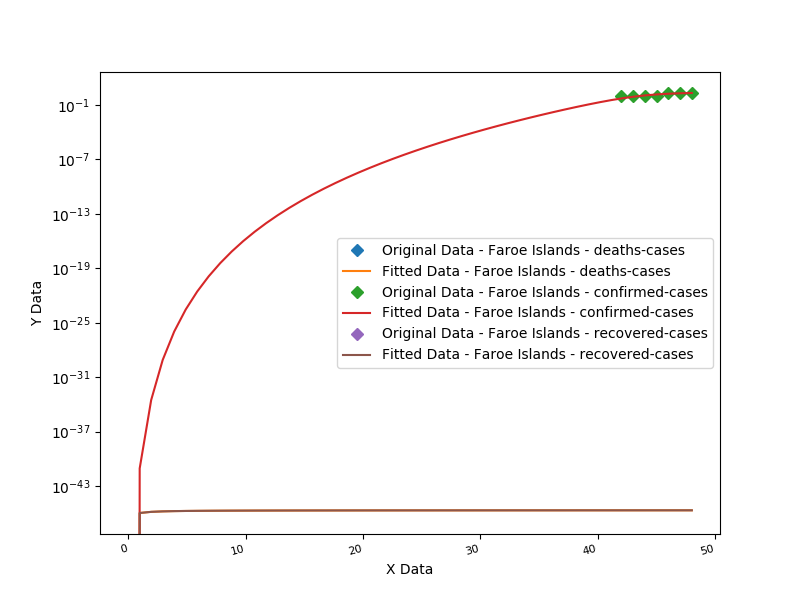 10^-1
10^-7
10^-13
10^-19
10^-25
10^-31
10^-37
10^-43
Y Data
Original Data - Faroe Islands - deaths-cases
Fitted Data - Faroe Islands - deaths-cases
Original Data - Faroe Islands - confirmed-cases
Fitted Data - Faroe Islands - confirmed-cases
Original Data - Faroe Islands - recovered-cases
Fitted Data - Faroe Islands - recovered-cases
0 10 20 30 40 50
X Data